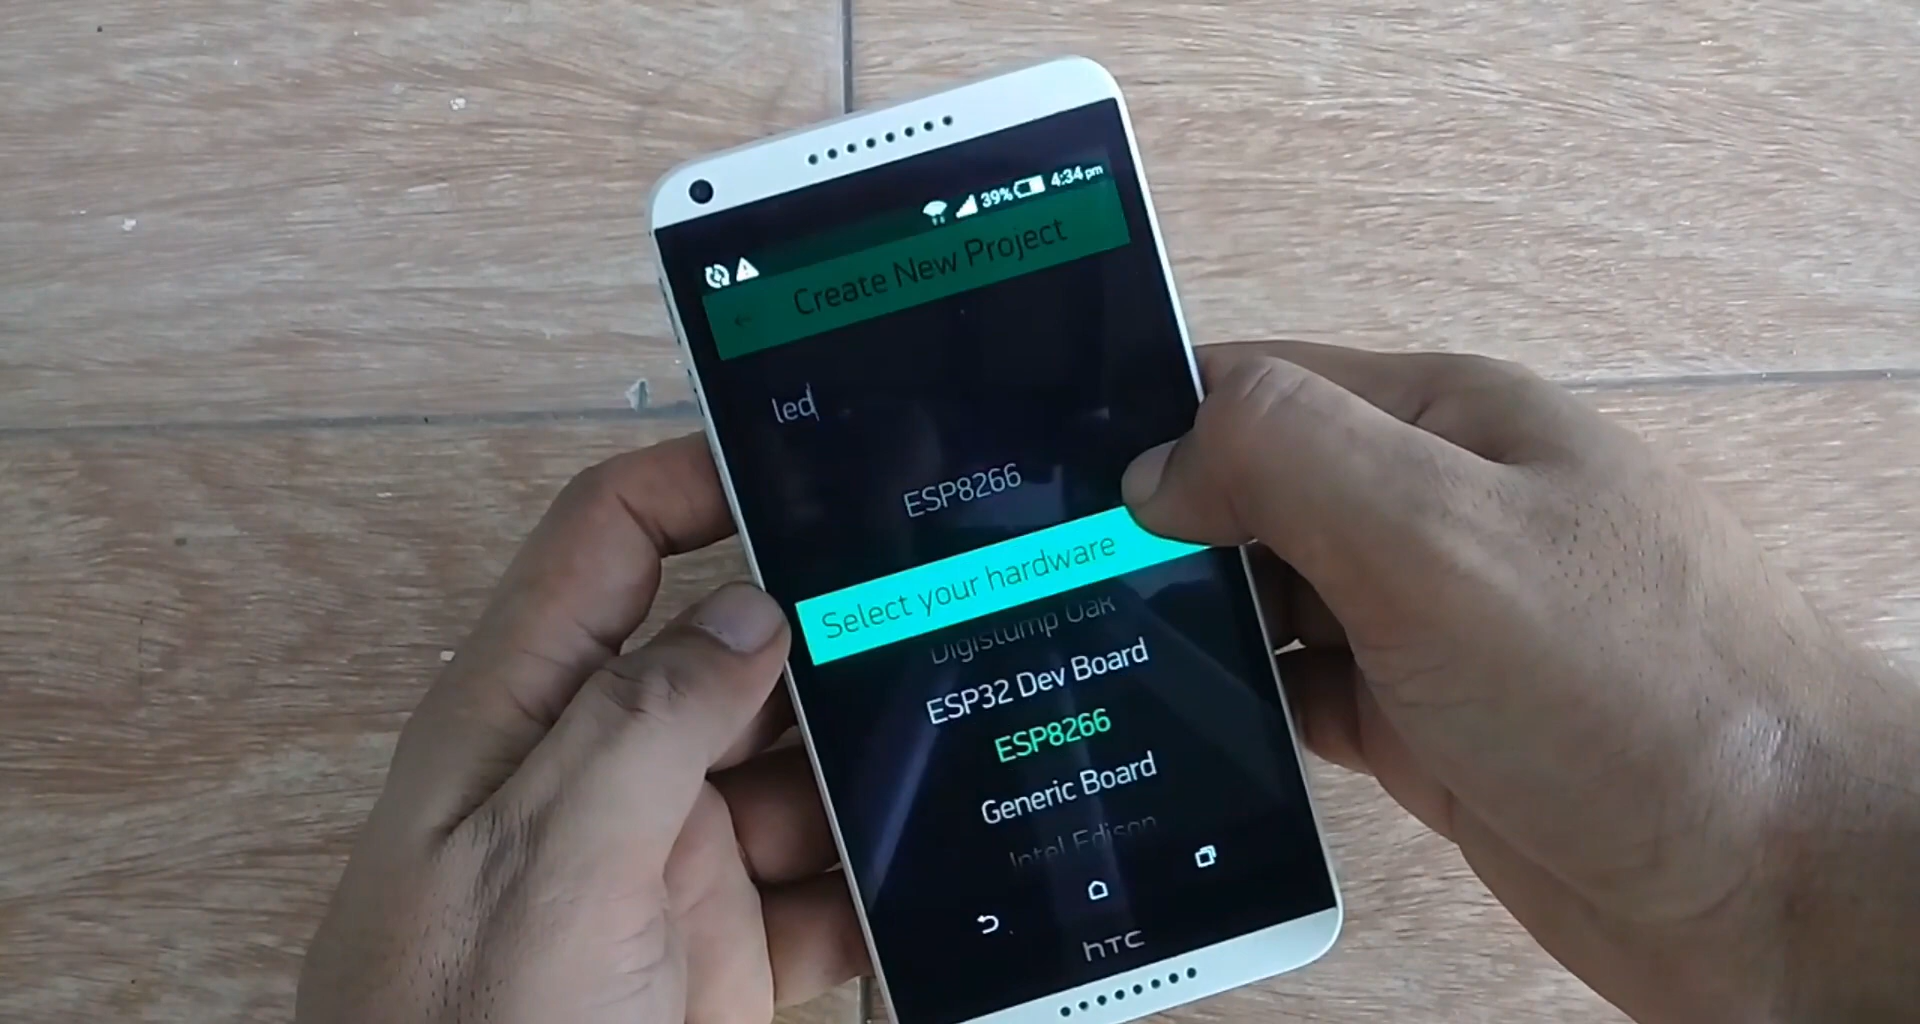 39% 4:34 pm
Create New Project
led
ESP8266
Select your hardware
Digistump Oak
ESP32 Dev Board
ESP8266
Generic Board
Intel Edison
hTC